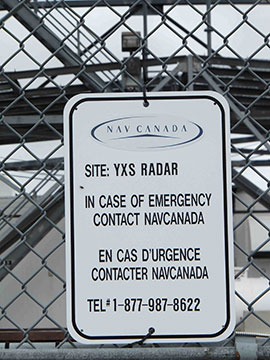 NAV CANADA
SITE: YXS RADAR
IN CASE OF EMERGENCY
CONTACT NAVCANADA
EN CAS D'URGENCE
CONTACTER NAVCANADA
TEL# 1-877-987-8622